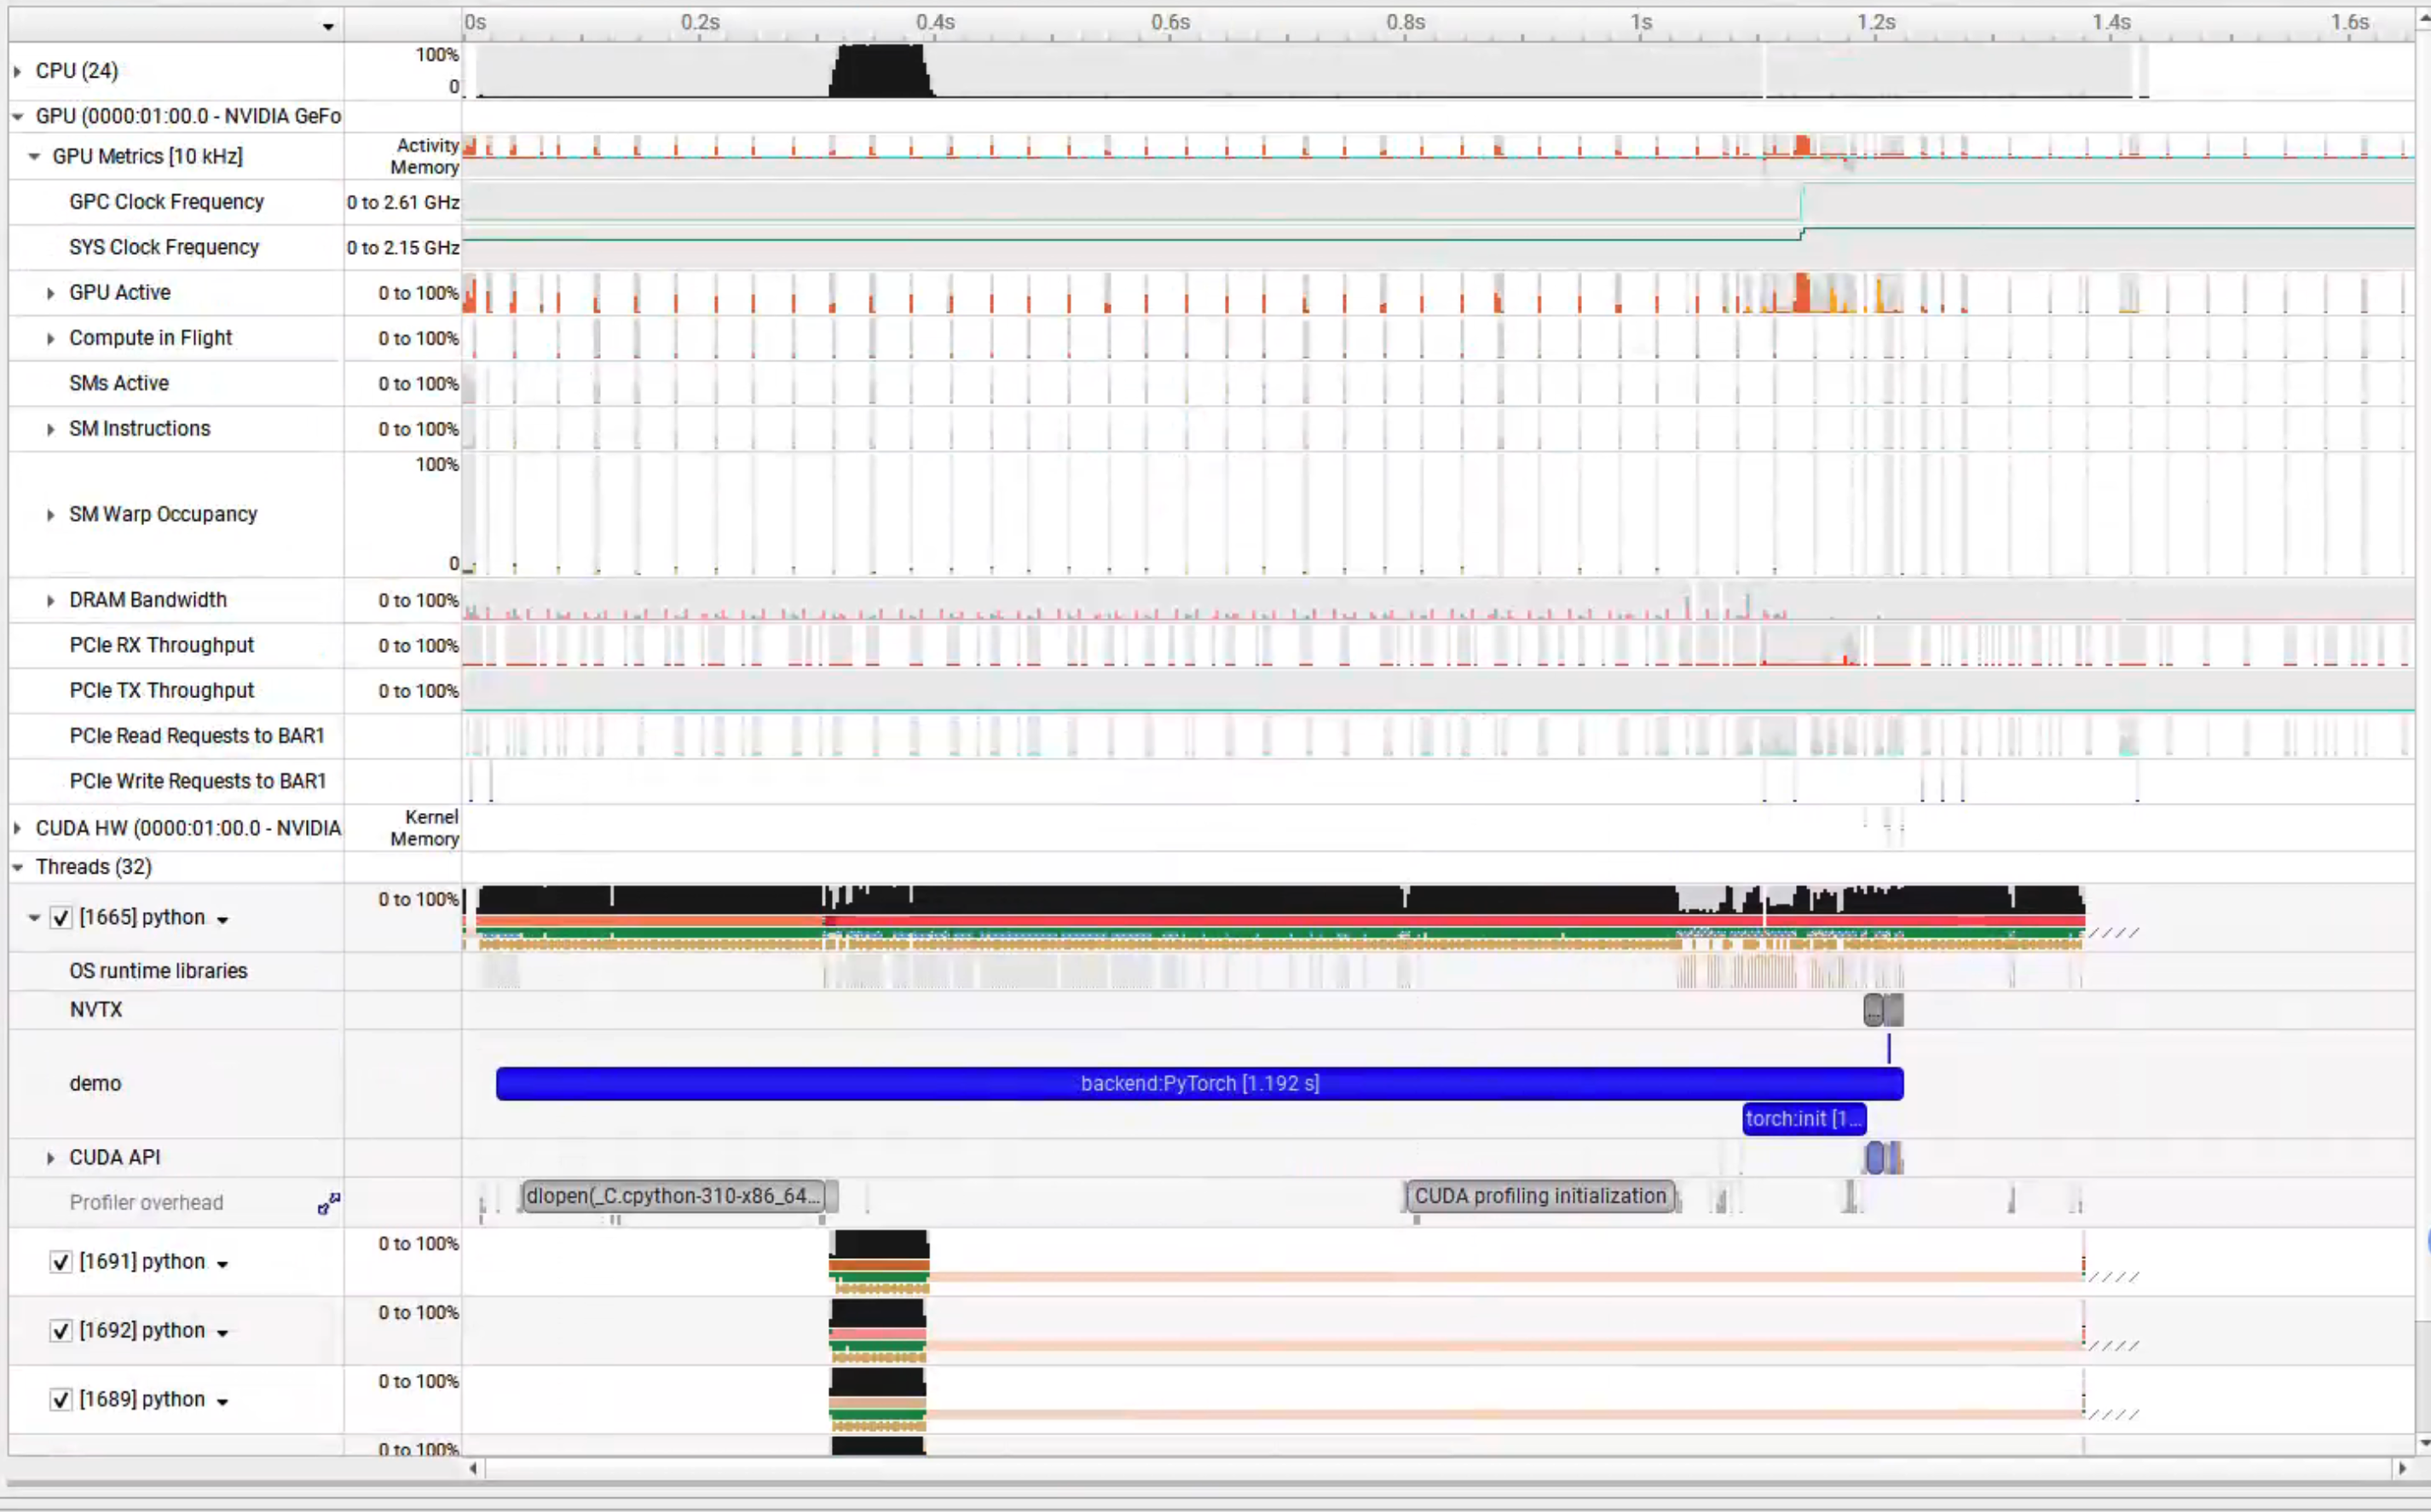 0s 0.2s 0.4s 0.6s 0.8s 1s 1.2s 1.4s 1.6s
CPU (24) 100%
0
GPU (0000:01:00.0 - NVIDIA GeFo
GPU Metrics [10 kHz] Activity
Memory
GPC Clock Frequency 0 to 2.61 GHz
SYS Clock Frequency 0 to 2.15 GHz
GPU Active 0 to 100%
Compute in Flight 0 to 100%
SMs Active 0 to 100%
SM Instructions 0 to 100%
100%
SM Warp Occupancy
0
DRAM Bandwidth 0 to 100%
PCIe RX Throughput 0 to 100%
PCIe TX Throughput 0 to 100%
PCIe Read Requests to BAR1
PCIe Write Requests to BAR1
CUDA HW (0000:01:00.0 - NVIDIA Kernel
Memory
Threads (32)
[1665] python 0 to 100%
OS runtime libraries
NVTX ...
demo backend:PyTorch [1.192 s]
torch:init [1...
CUDA API
Profiler overhead dlopen(_C.cpython-310-x86_64... CUDA profiling initialization
[1691] python 0 to 100%
[1692] python 0 to 100%
[1689] python 0 to 100%
0 to 100%